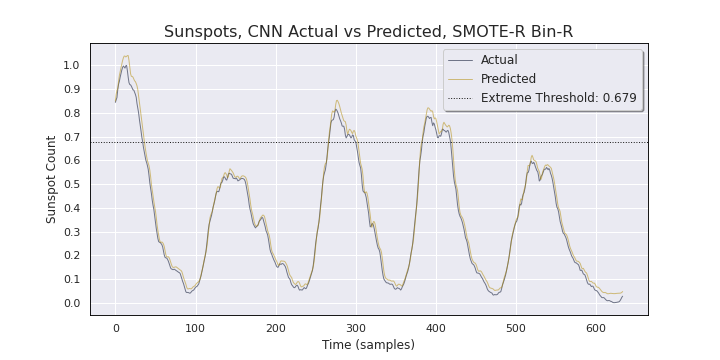 Sunspots, CNN Actual vs Predicted, SMOTE-R Bin-R
Actual
Predicted
Extreme Threshold: 0.679
Sunspot Count
1.0
0.9
0.8
0.7
0.6
0.5
0.4
0.3
0.2
0.1
0.0
0 100 200 300 400 500 600
Time (samples)